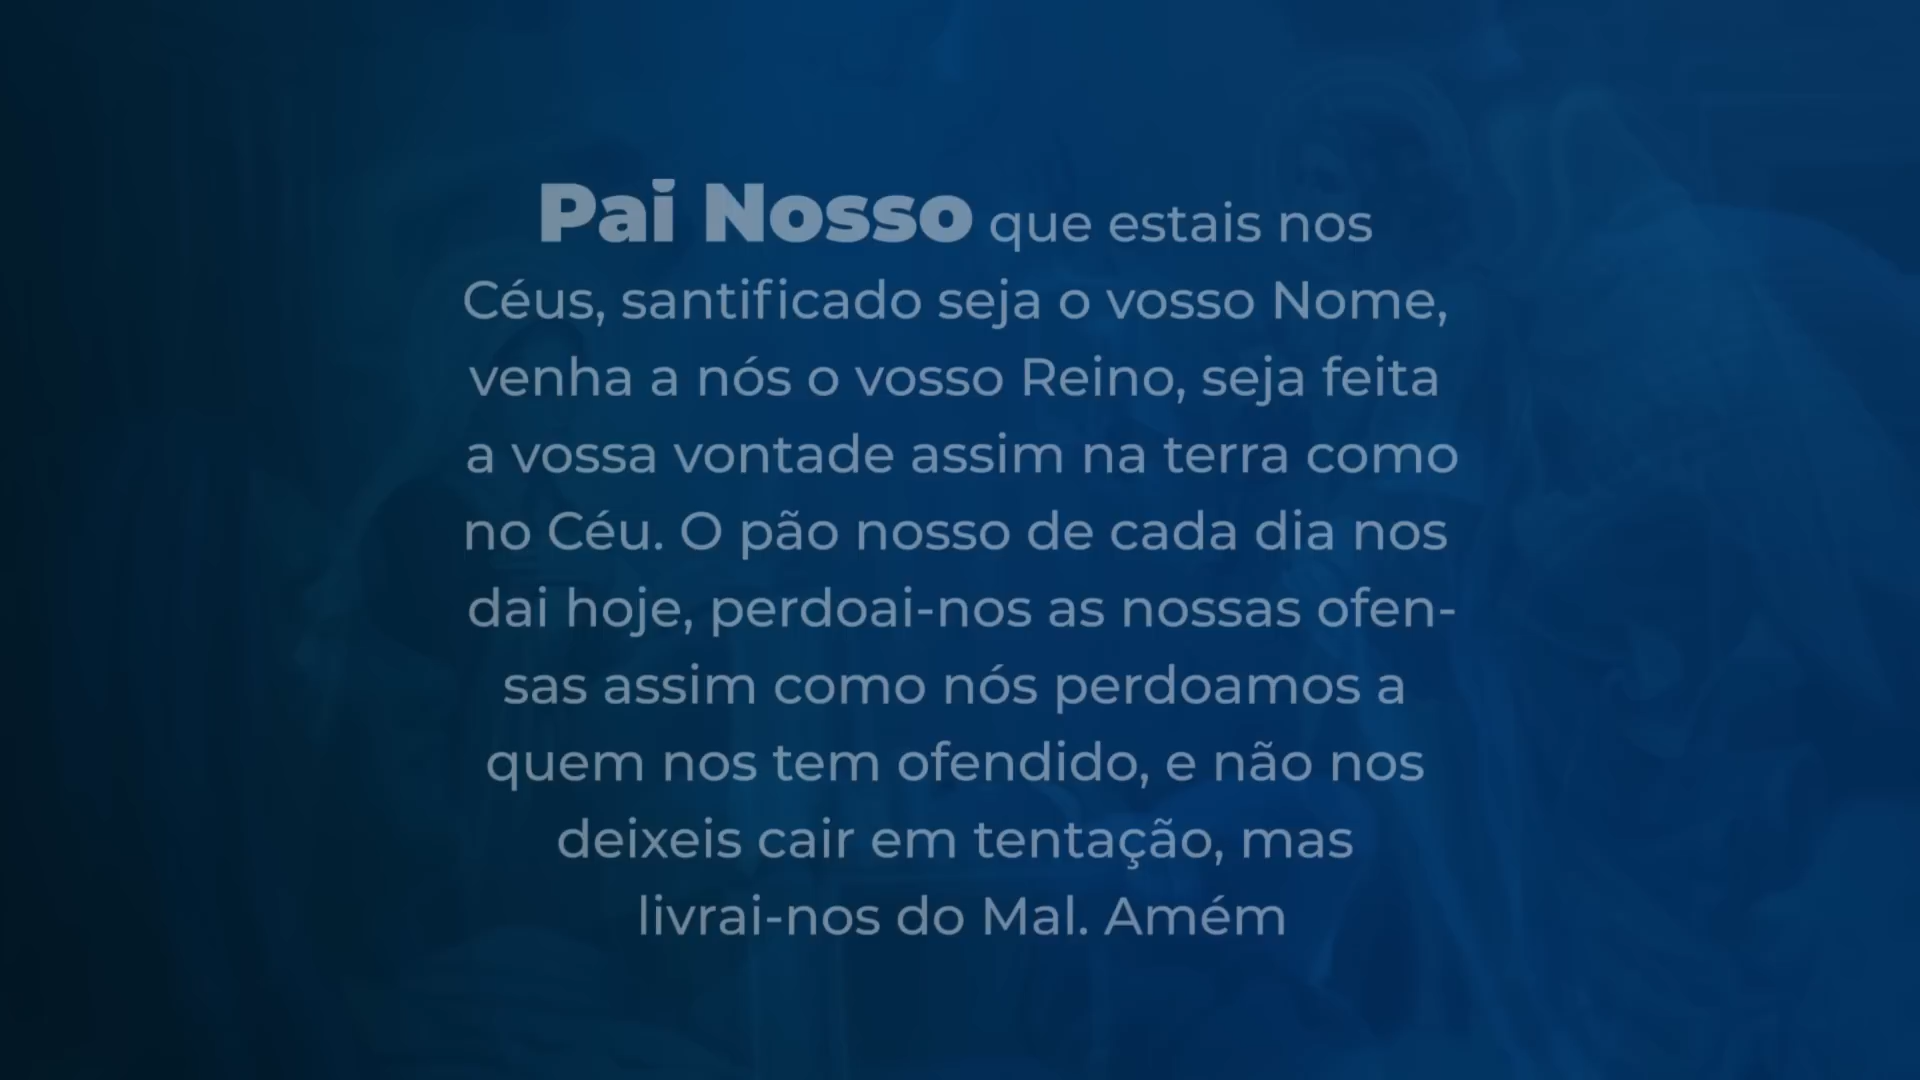 Pai Nosso que estais nos
Céus, santificado seja o vosso Nome,
venha a nós o vosso Reino, seja feita
a vossa vontade assim na terra como
no Céu. O pão nosso de cada dia nos
dai hoje, perdoai-nos as nossas ofen-
sas assim como nós perdoamos a
quem nos tem ofendido, e não nos
deixeis cair em tentação, mas
livrai-nos do Mal. Amém